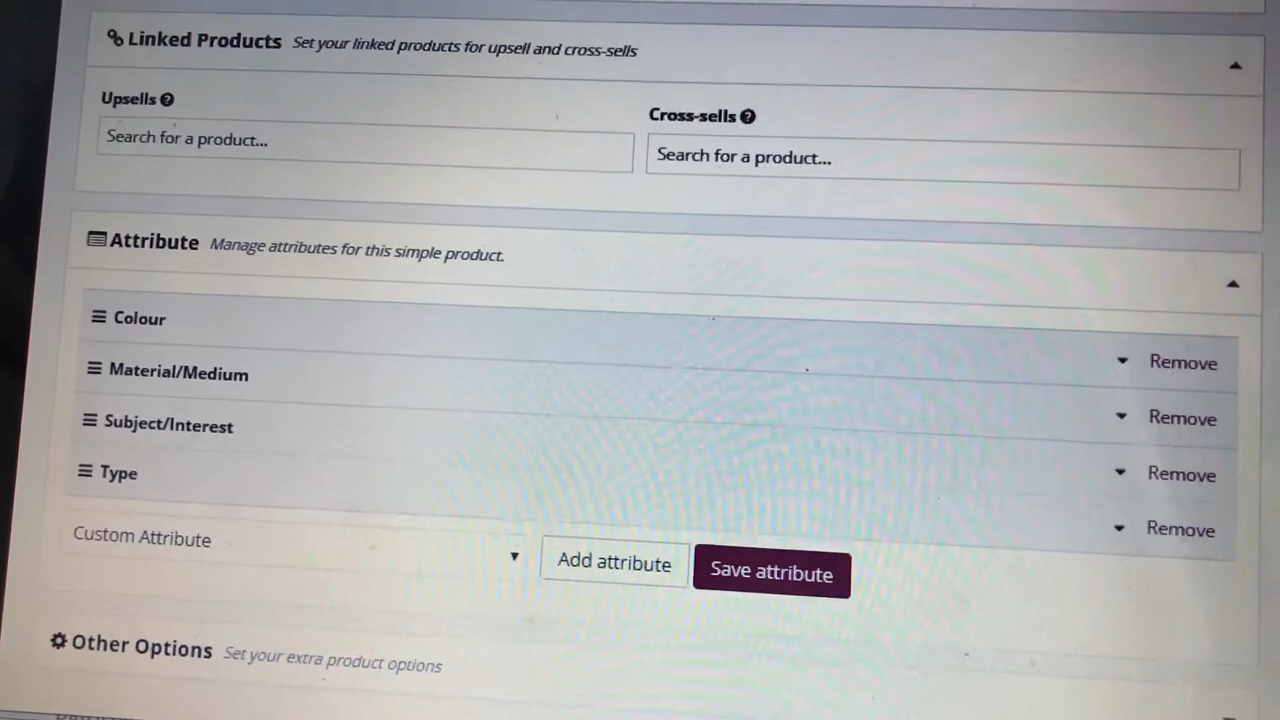 Linked Products Set your linked products for upsell and cross-sells
Upsells
Cross-sells
Search for a product...
Search for a product...
Attribute Manage attributes for this simple product.
Colour
Remove
Material/Medium
Remove
Subject/Interest
Remove
Type
Remove
Custom Attribute
Add attribute
Save attribute
Other Options Set your extra product options